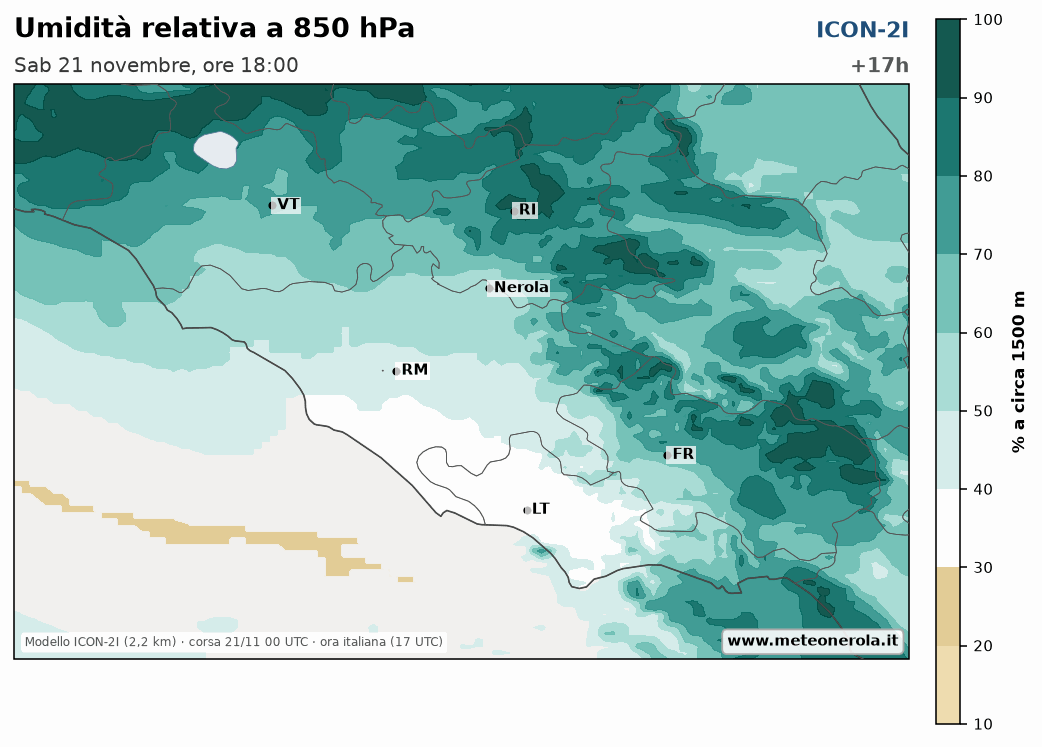 Umidità relativa a 850 hPa
ICON-2I
Sab 21 novembre, ore 18:00
+17h
100
90
80
70
60
50
40
30
20
10
% a circa 1500 m
VT
RI
Nerola
RM
FR
LT
Modello ICON-2I (2,2 km) · corsa 21/11 00 UTC · ora italiana (17 UTC)
www.meteonerola.it